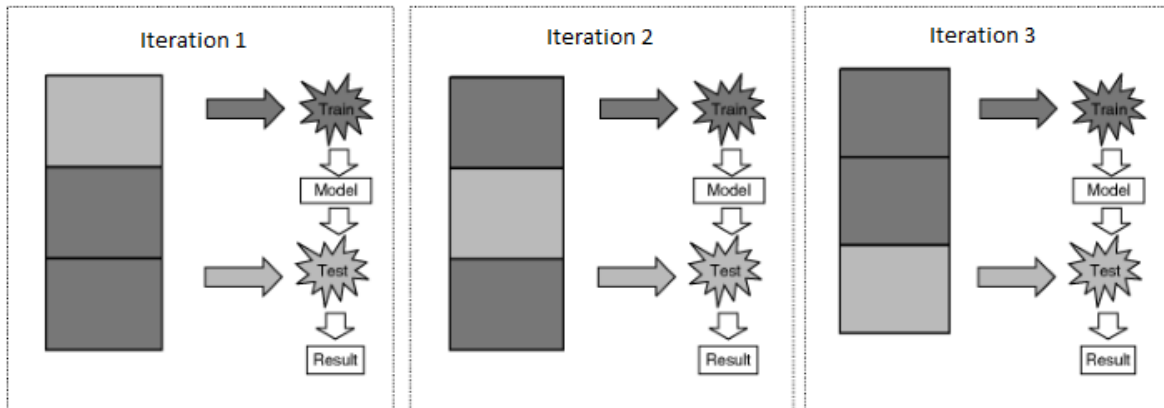 Iteration 1
Train
Model
Test
Result
Iteration 2
Train
Model
Test
Result
Iteration 3
Train
Model
Test
Result